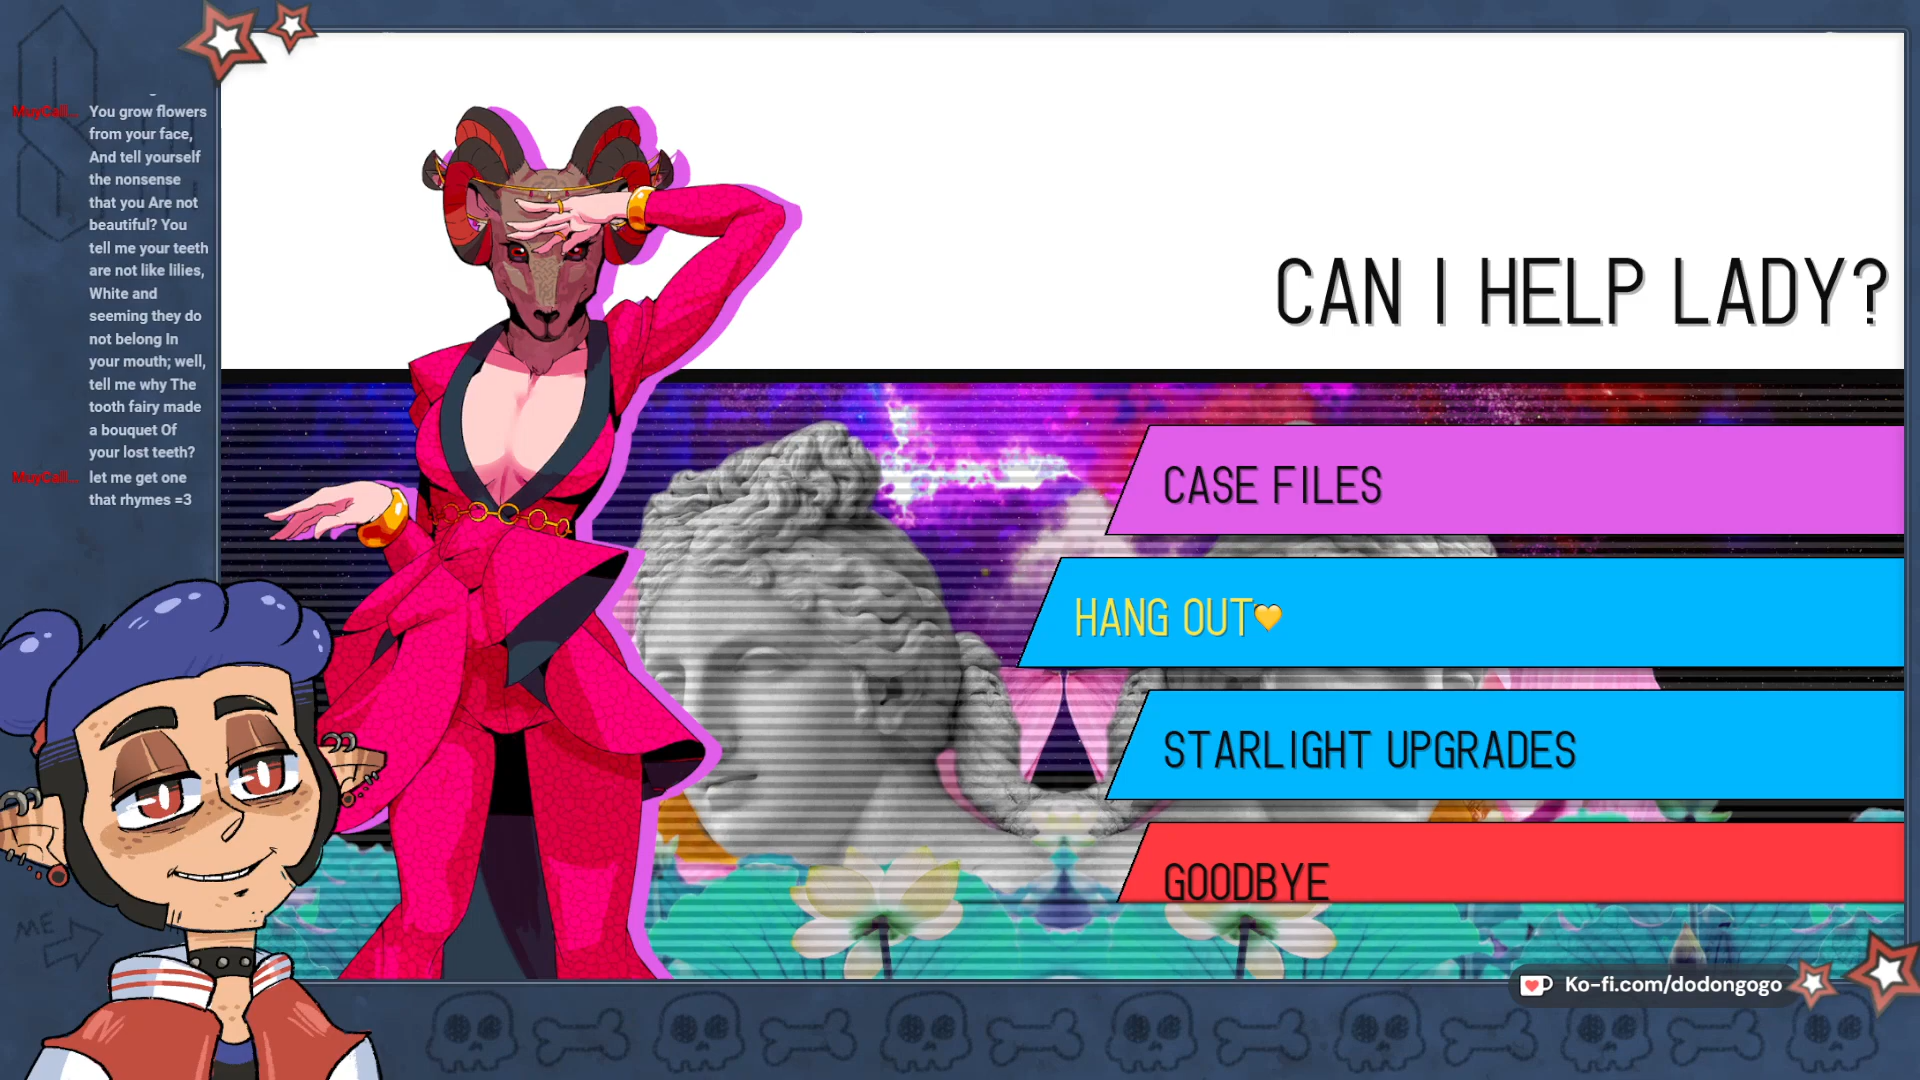 MuyCali... You grow flowers
from your face,
And tell yourself
the nonsense
that you Are not
beautiful? You
tell me your teeth
are not like lilies,
White and
seeming they do
not belong In
your mouth; well,
tell me why The
tooth fairy made
a bouquet Of
your lost teeth?
MuyCali... let me get one
that rhymes =3
CAN I HELP LADY?
CASE FILES
HANG OUT💛
STARLIGHT UPGRADES
GOODBYE
ME
Ko-fi.com/dodongogo